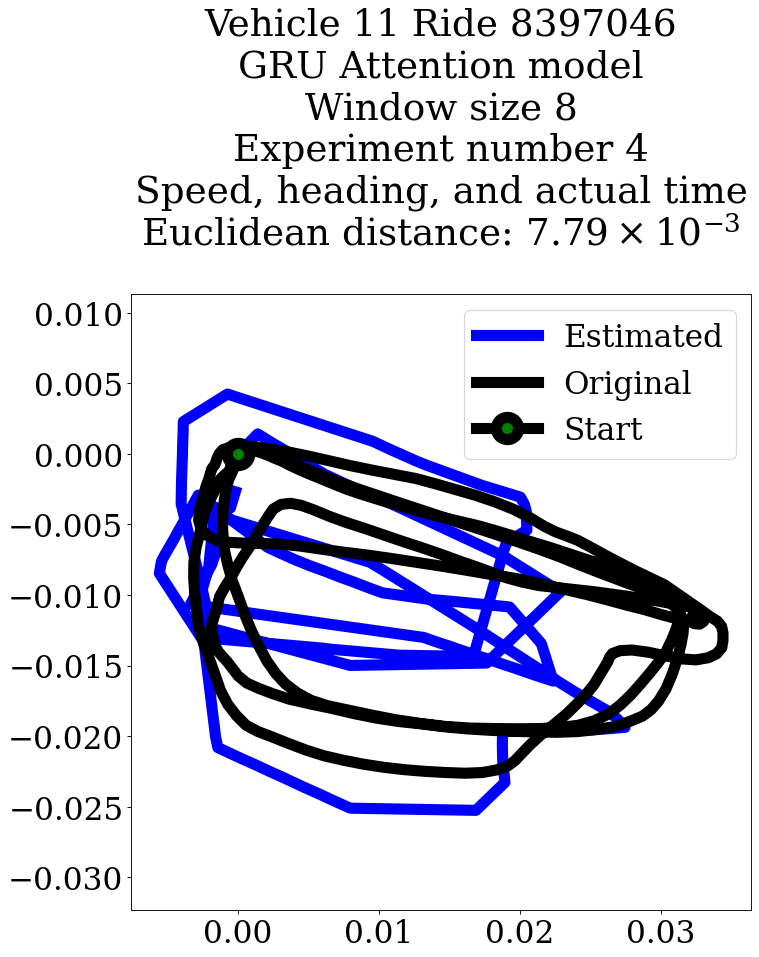 Vehicle 11 Ride 8397046
GRU Attention model
Window size 8
Experiment number 4
Speed, heading, and actual time
Euclidean distance: 7.79 × 10⁻³
Estimated
Original
Start
0.010
0.005
0.000
−0.005
−0.010
−0.015
−0.020
−0.025
−0.030
0.00 0.01 0.02 0.03